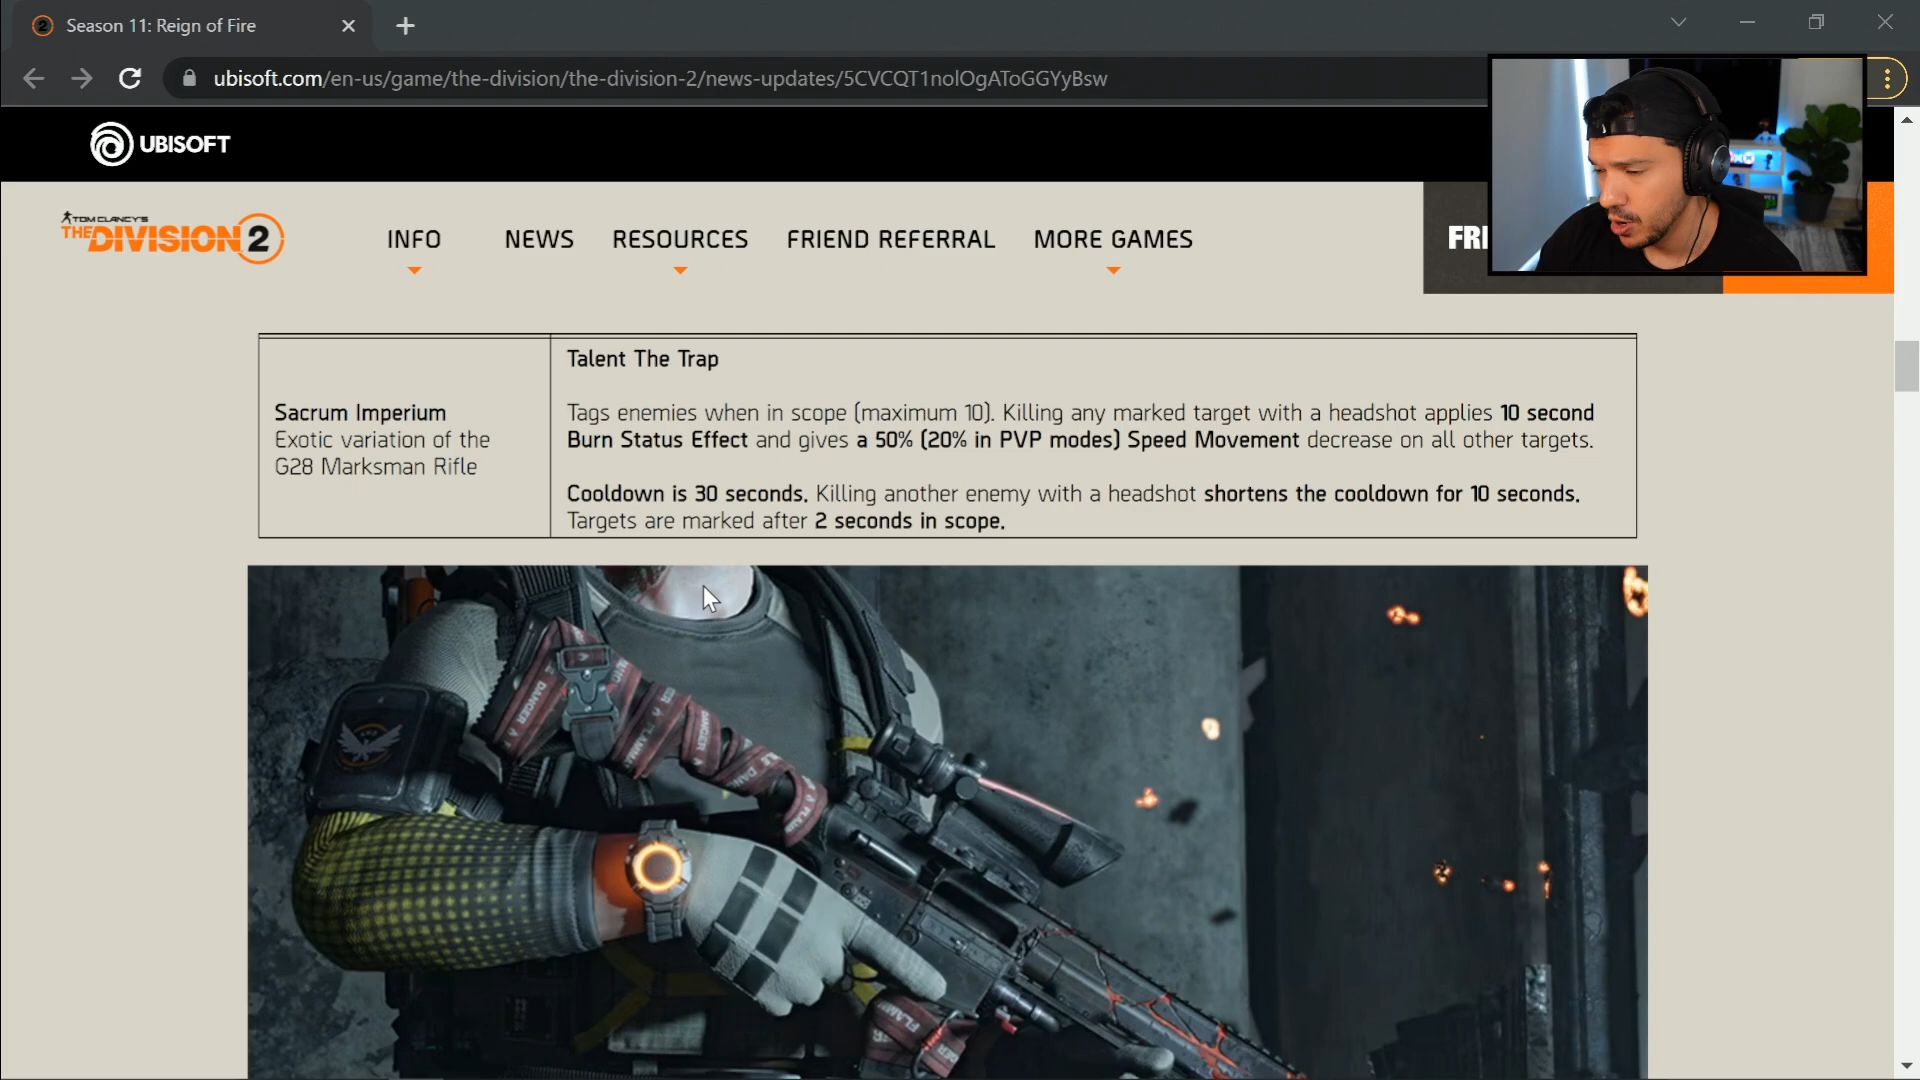 Season 11: Reign of Fire
ubisoft.com/en-us/game/the-division/the-division-2/news-updates/5CVCQT1nolOgAToGGYyBsw
UBISOFT
TOM CLANCY'S
THE DIVISION 2
INFO
NEWS
RESOURCES
FRIEND REFERRAL
MORE GAMES
FRI
Talent The Trap
Sacrum Imperium
Exotic variation of the
G28 Marksman Rifle
Tags enemies when in scope (maximum 10). Killing any marked target with a headshot applies 10 second
Burn Status Effect and gives a 50% (20% in PVP modes) Speed Movement decrease on all other targets.
Cooldown is 30 seconds. Killing another enemy with a headshot shortens the cooldown for 10 seconds.
Targets are marked after 2 seconds in scope.
DANGER
DANGER